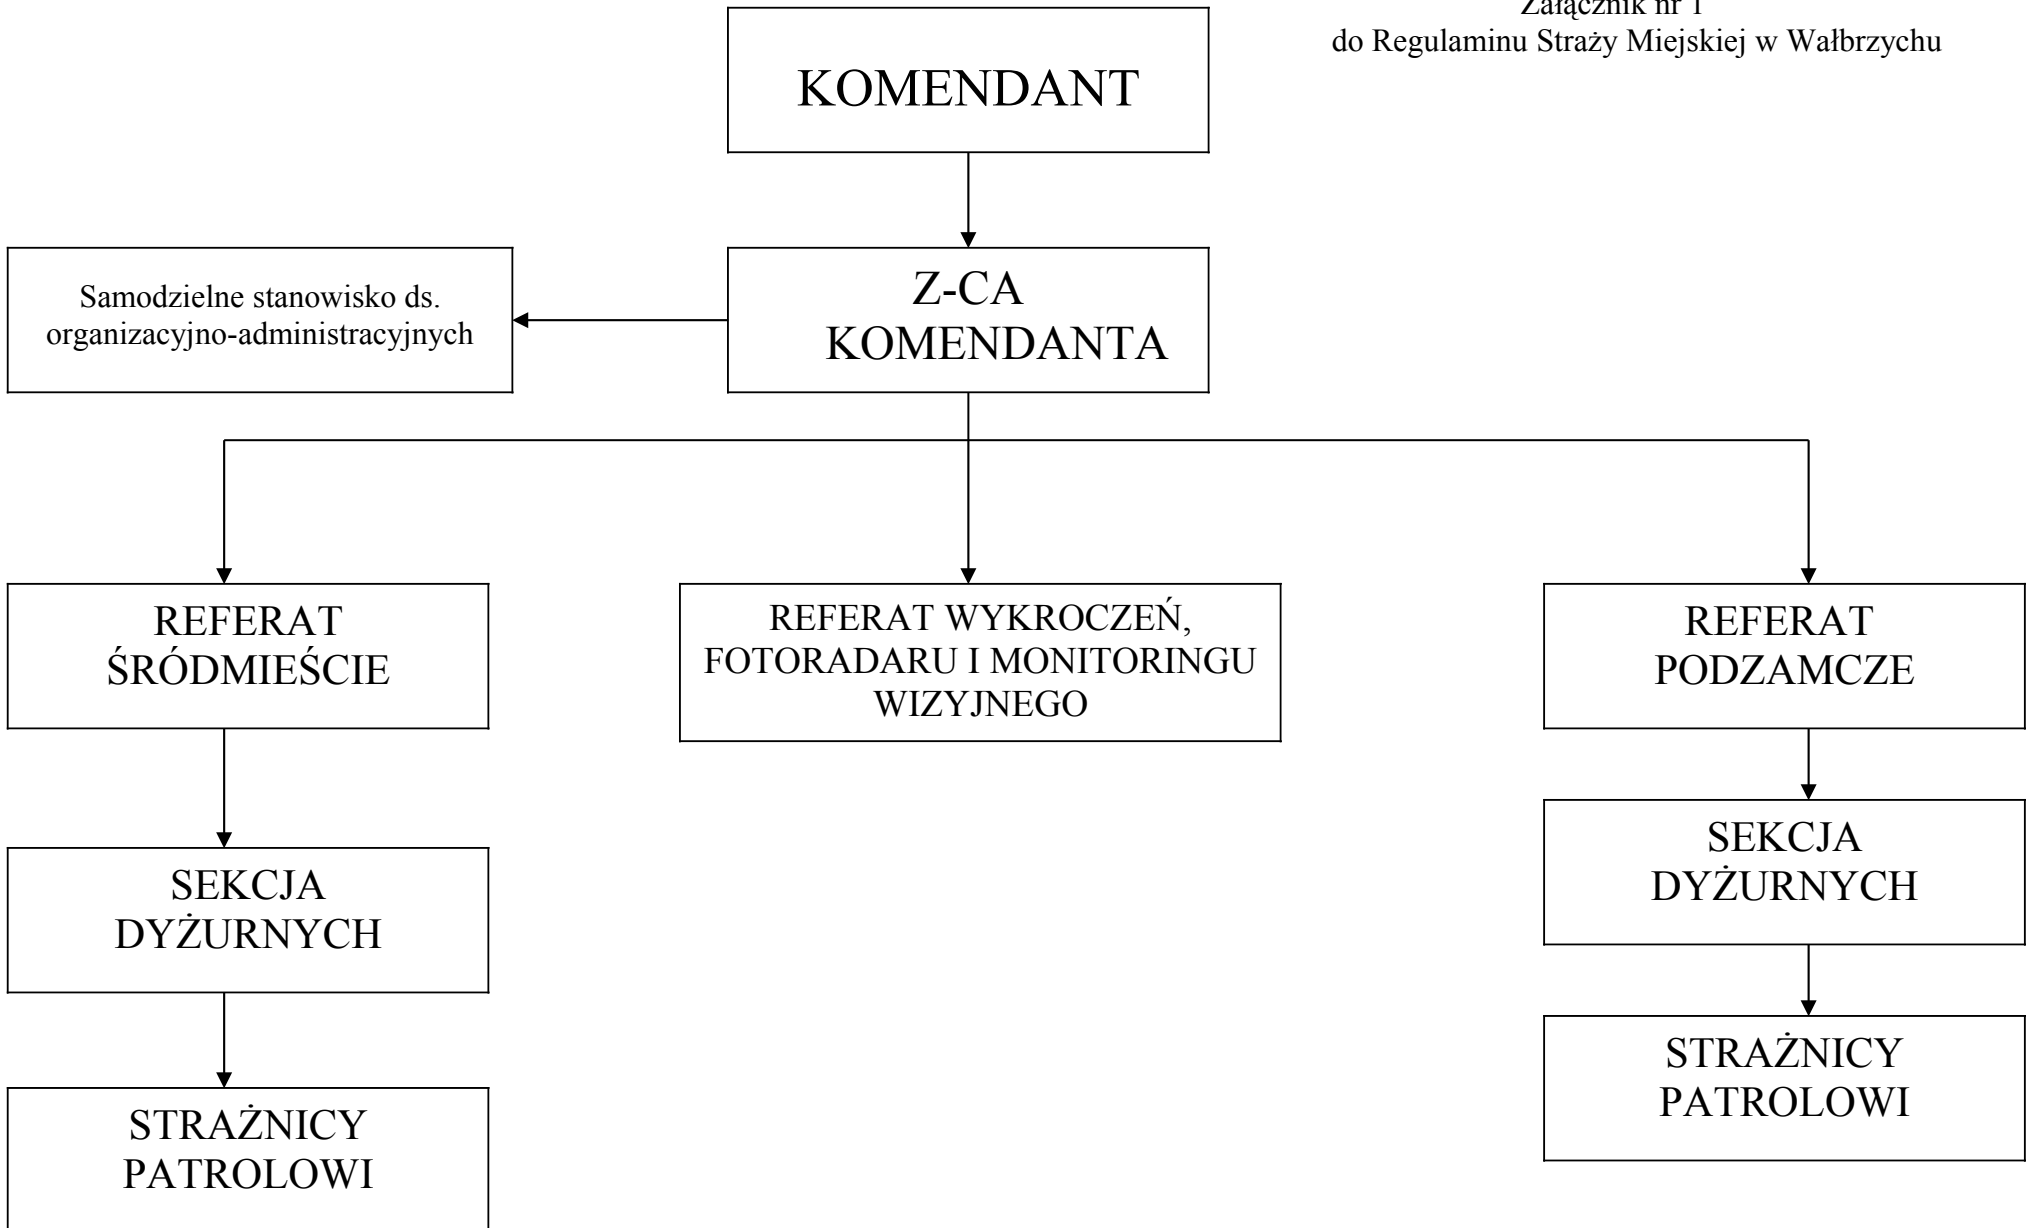 Załącznik nr 1
do Regulaminu Straży Miejskiej w Wałbrzychu
KOMENDANT
Samodzielne stanowisko ds.
organizacyjno-administracyjnych
Z-CA
KOMENDANTA
REFERAT
ŚRÓDMIEŚCIE
REFERAT WYKROCZEŃ,
FOTORADARU I MONITORINGU
WIZYJNEGO
REFERAT
PODZAMCZE
SEKCJA
DYŻURNYCH
SEKCJA
DYŻURNYCH
STRAŻNICY
PATROLOWI
STRAŻNICY
PATROLOWI